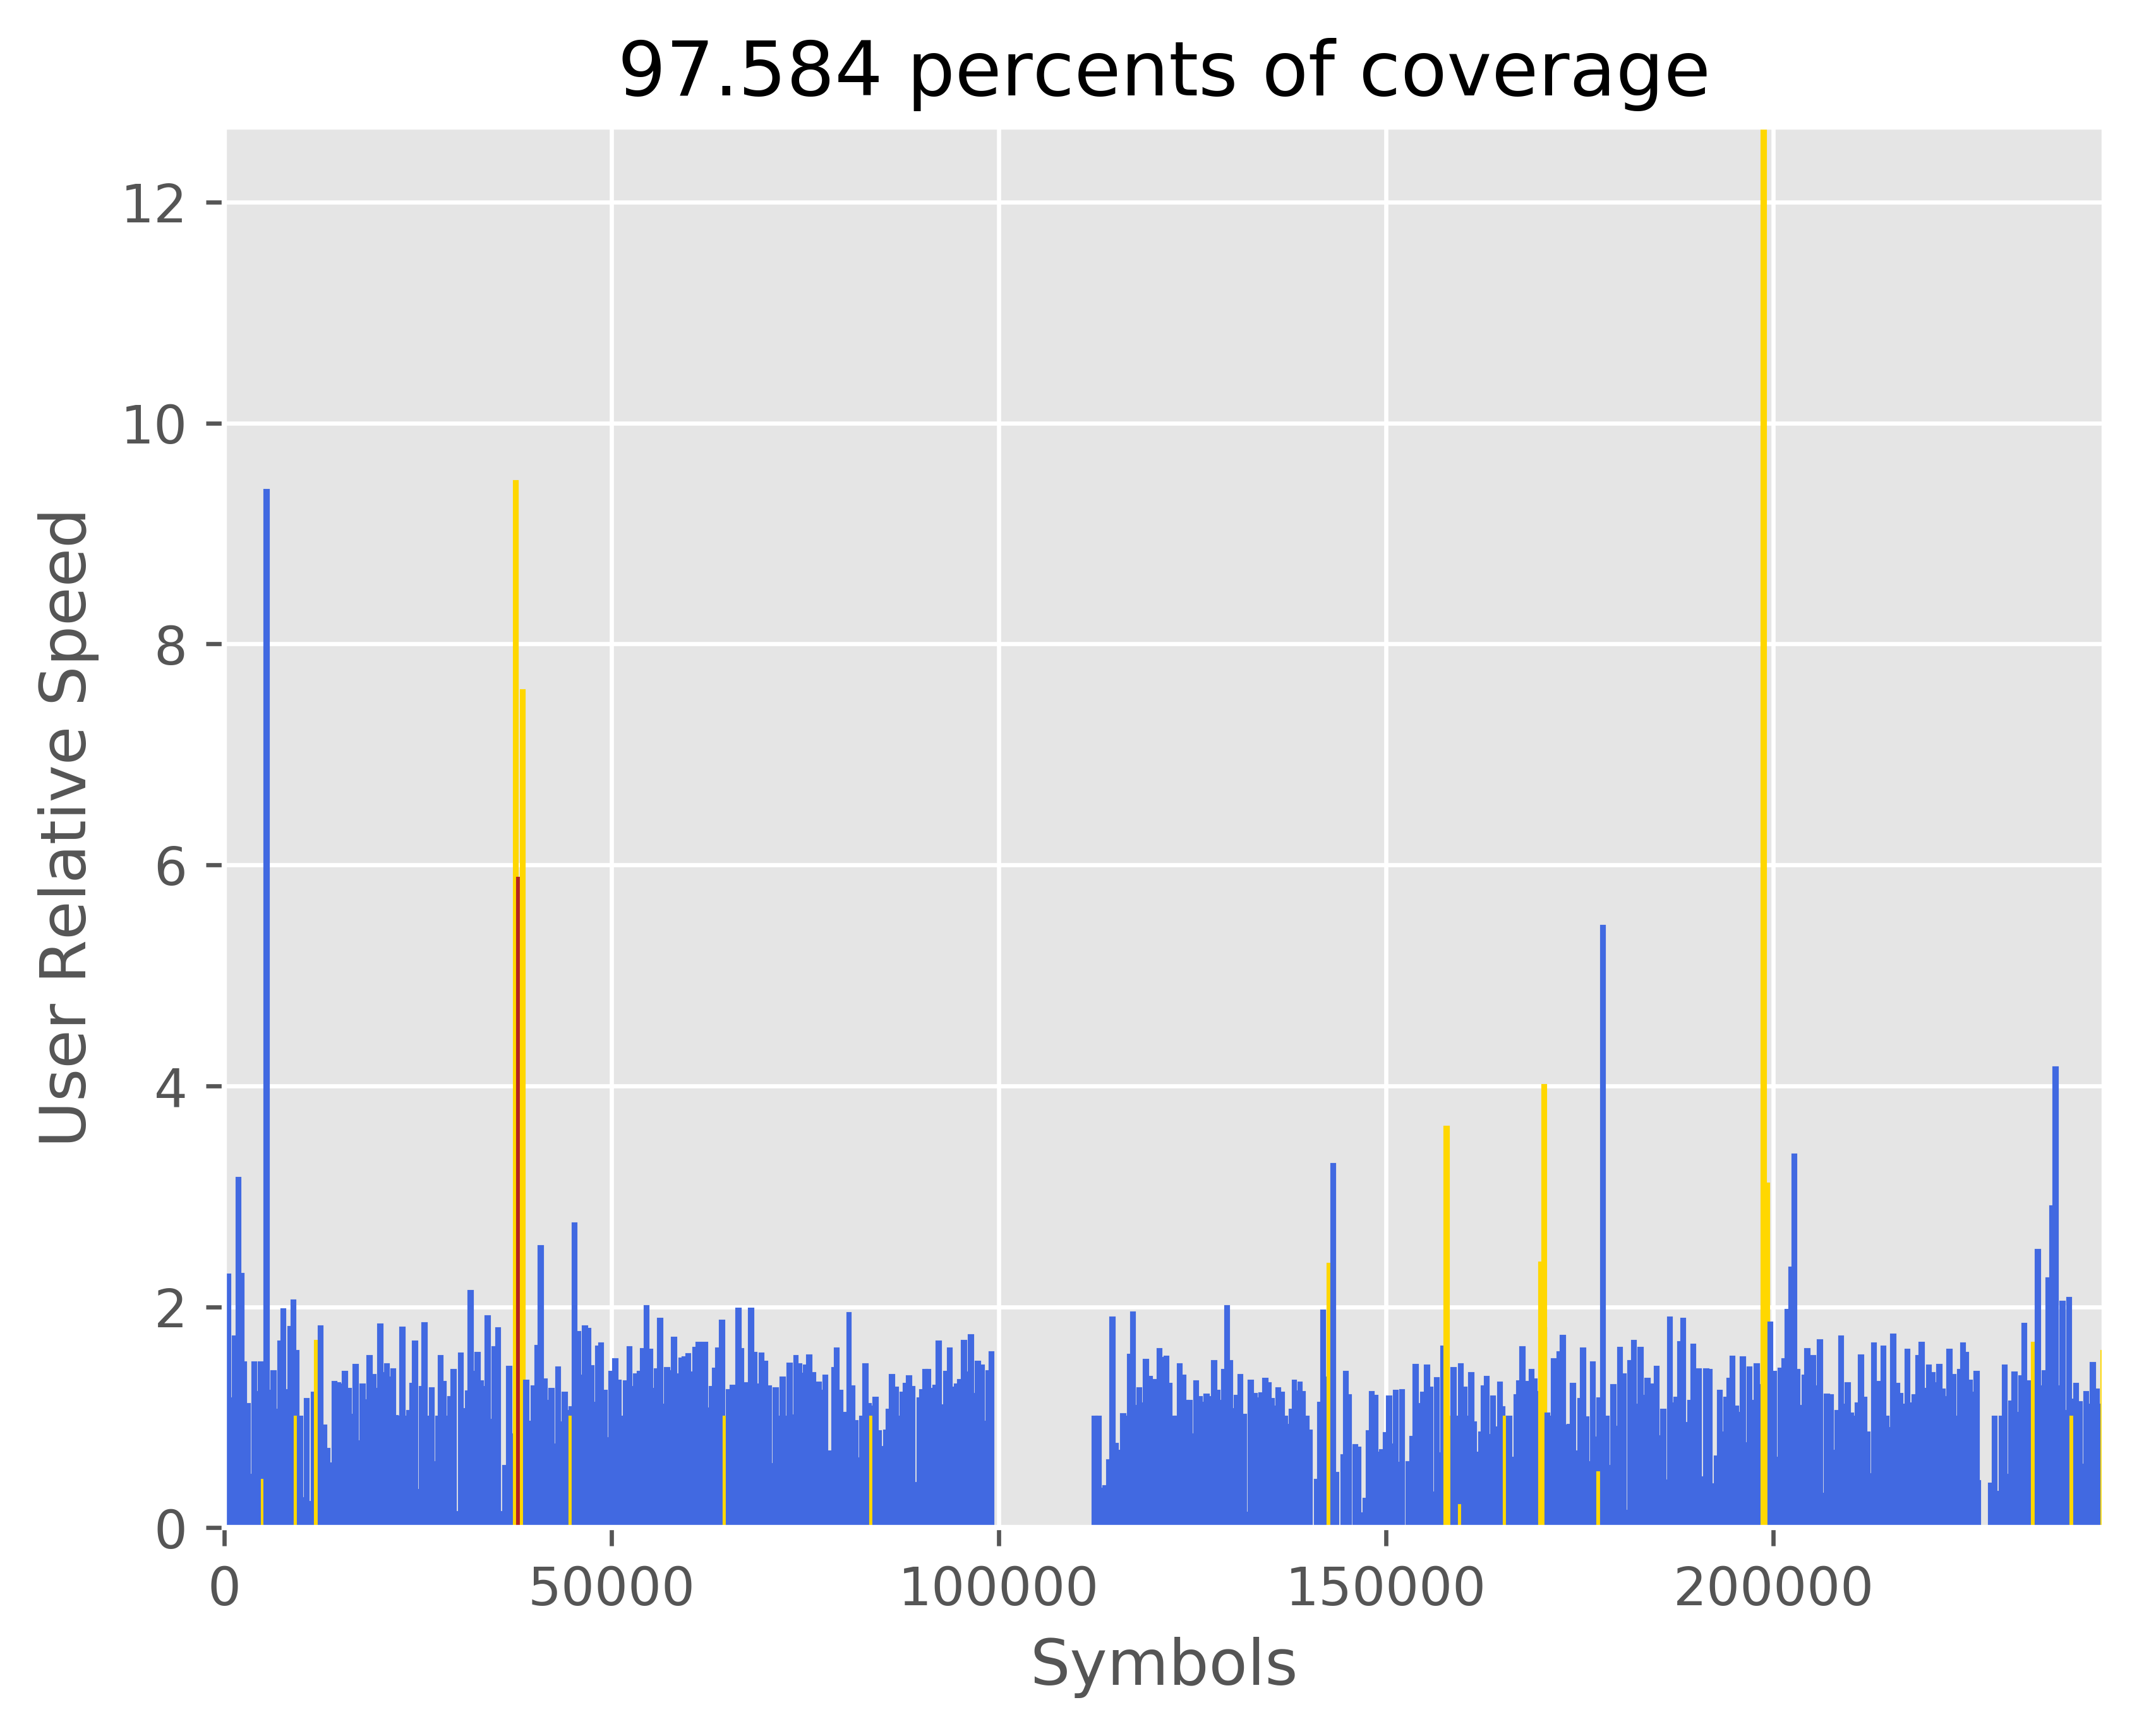 97.584 percents of coverage
12
10
8
6
4
2
0
User Relative Speed
0 50000 100000 150000 200000
Symbols